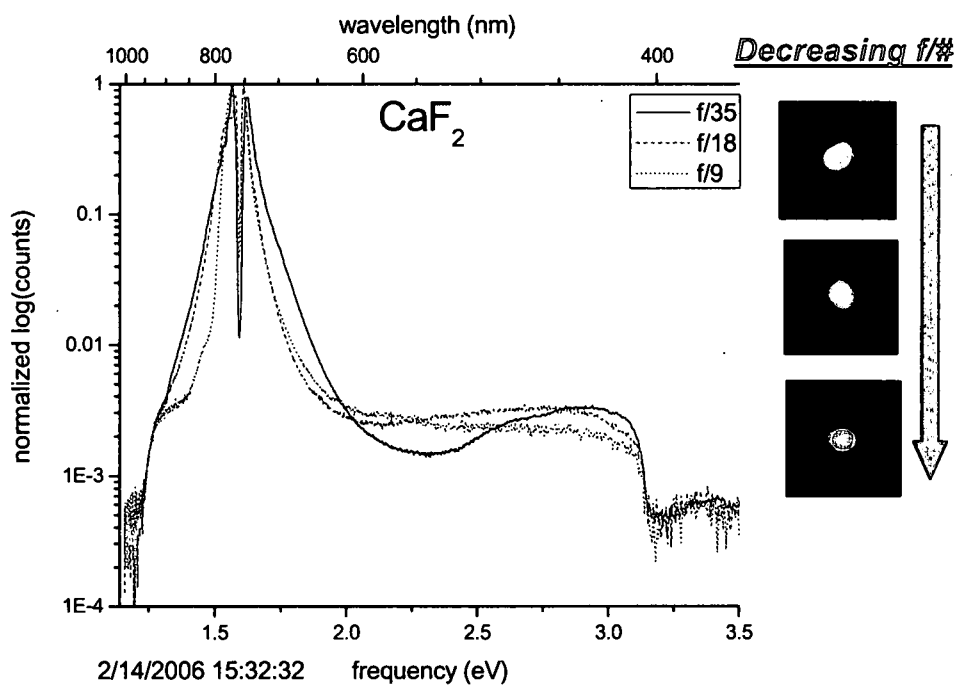 wavelength (nm)
1000 800 600 400
Decreasing f/#
CaF2
f/35
f/18
f/9
normalized log(counts)
1
0.1
0.01
1E-3
1E-4
1.5 2.0 2.5 3.0 3.5
2/14/2006 15:32:32 frequency (eV)